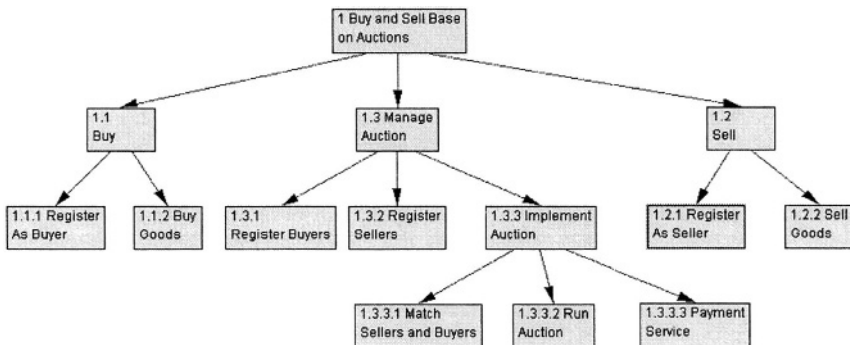 1 Buy and Sell Base
on Auctions
1.1
Buy
1.3 Manage
Auction
1.2
Sell
1.1.1 Register
As Buyer
1.1.2 Buy
Goods
1.3.1
Register Buyers
1.3.2 Register
Sellers
1.3.3 Implement
Auction
1.2.1 Register
As Seller
1.2.2 Sell
Goods
1.3.3.1 Match
Sellers and Buyers
1.3.3.2 Run
Auction
1.3.3.3 Payment
Service